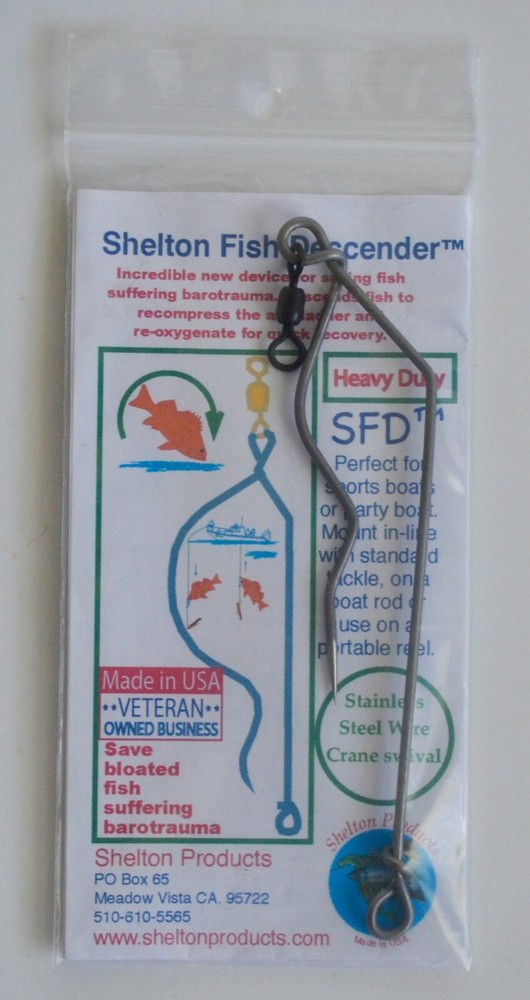 Shelton Fish Descender™
Incredible new device for saving fish
suffering barotrauma. Descends fish to
recompress the air bladder and
re-oxygenate for quick recovery.
Heavy Duty
SFD™
Perfect for
sports boats
or party boat.
Mount in-line
with standard
tackle, on a
boat rod or
use on a
portable reel.
Made in USA
**VETERAN**
OWNED BUSINESS
Save
bloated
fish
suffering
barotrauma
Stainless
Steel Wire
Crane swival
Shelton Products
PO Box 65
Meadow Vista CA. 95722
510-610-5565
www.sheltonproducts.com
Shelton Products
Made in USA